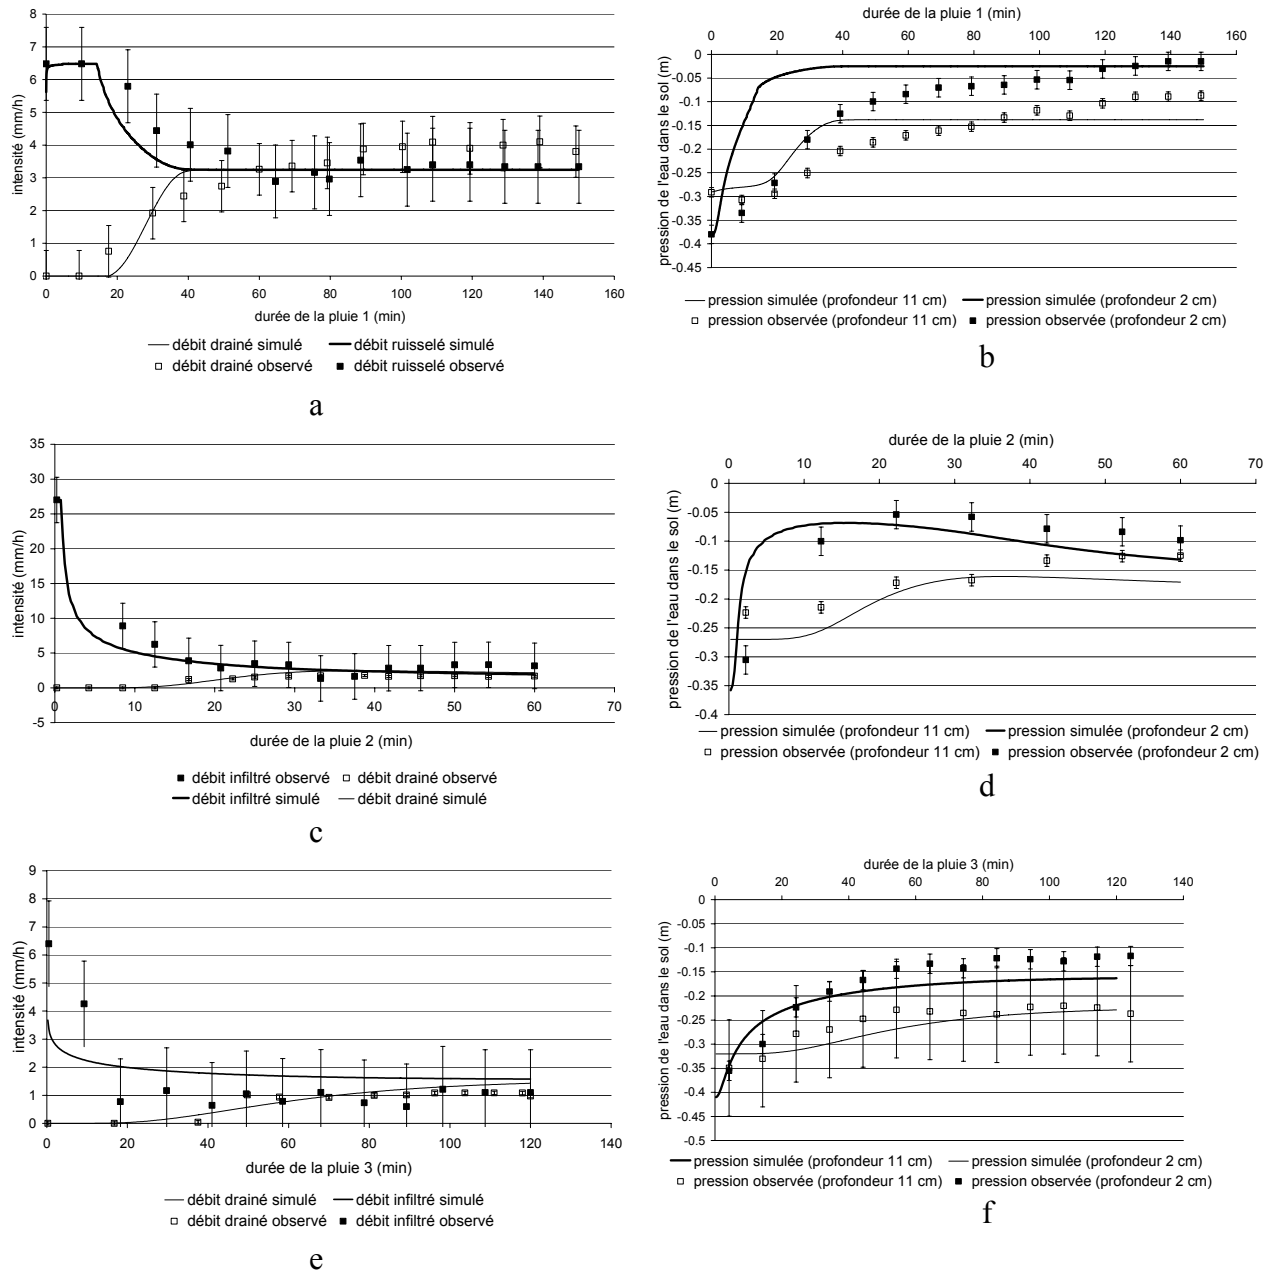 8
7
6
5
4
3
2
1
0
intensité (mm/h)
0 20 40 60 80 100 120 140 160
durée de la pluie 1 (min)
débit drainé simulé débit ruisselé simulé
débit drainé observé débit ruisselé observé
a
durée de la pluie 1 (min)
0 20 40 60 80 100 120 140 160
0
-0.05
-0.1
-0.15
-0.2
-0.25
-0.3
-0.35
-0.4
-0.45
pression de l'eau dans le sol (m)
pression simulée (profondeur 11 cm) pression simulée (profondeur 2 cm)
pression observée (profondeur 11 cm) pression observée (profondeur 2 cm)
b
35
30
25
20
15
10
5
0
-5
intensité (mm/h)
0 10 20 30 40 50 60 70
durée de la pluie 2 (min)
débit infiltré observé débit drainé observé
débit infiltré simulé débit drainé simulé
c
durée de la pluie 2 (min)
0 10 20 30 40 50 60 70
0
-0.05
-0.1
-0.15
-0.2
-0.25
-0.3
-0.35
-0.4
pression de l'eau dans le sol (m)
pression simulée (profondeur 11 cm) pression simulée (profondeur 2 cm)
pression observée (profondeur 11 cm) pression observée (profondeur 2 cm)
d
9
8
7
6
5
4
3
2
1
0
intensité (mm/h)
0 20 40 60 80 100 120 140
durée de la pluie 3 (min)
débit drainé simulé débit infiltré simulé
débit drainé observé débit infiltré observé
e
durée de la pluie 3 (min)
0 20 40 60 80 100 120 140
0
-0.05
-0.1
-0.15
-0.2
-0.25
-0.3
-0.35
-0.4
-0.45
-0.5
pression de l'eau dans le sol (m)
pression simulée (profondeur 11 cm) pression simulée (profondeur 2 cm)
pression observée (profondeur 11 cm) pression observée (profondeur 2 cm)
f